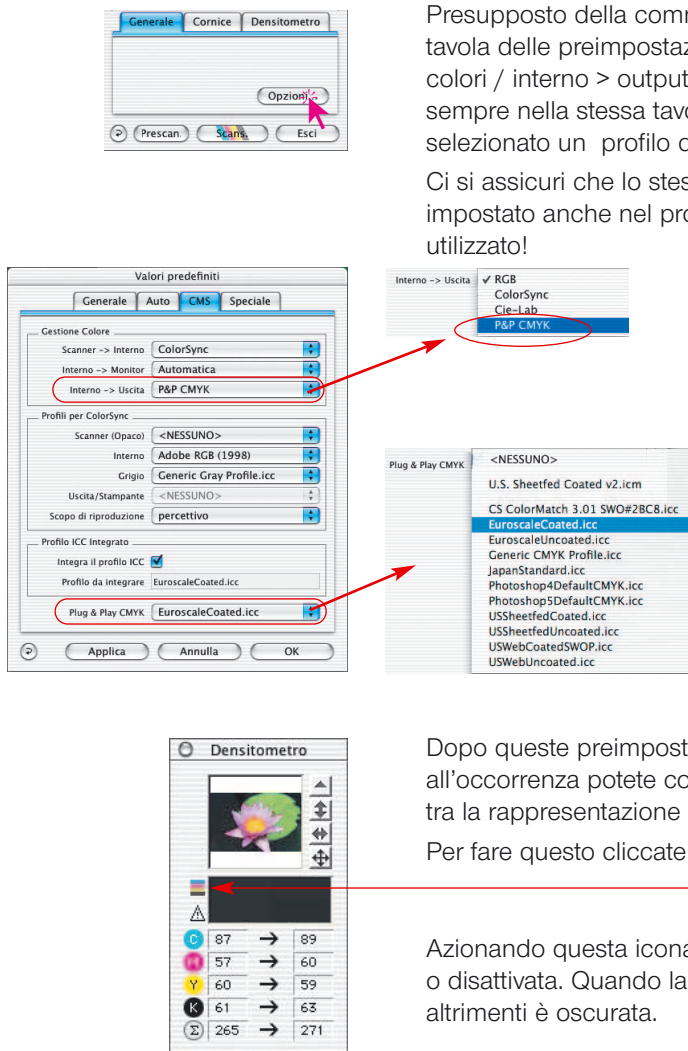 Generale Cornice Densitometro
Opzioni...
Prescan. Scans. Esci
Presupposto della
tavola delle
colori / interno > output
sempre nella stessa
selezionato un profilo
Ci si assicuri che lo
impostato anche nel
utilizzato!
Valori predefiniti
Generale Auto CMS Speciale
Gestione Colore
Scanner -> Interno ColorSync
Interno -> Monitor Automatica
Interno -> Uscita P&P CMYK
Profili per ColorSync
Scanner (Opaco) <NESSUNO>
Interno Adobe RGB (1998)
Grigio Generic Gray Profile.icc
Uscita/Stampante <NESSUNO>
Scopo di riproduzione percettivo
Profilo ICC Integrato
Integra il profilo ICC
Profilo da integrare EuroscaleCoated.icc
Plug & Play CMYK EuroscaleCoated.icc
Applica Annulla OK
Interno -> Uscita ✓ RGB
ColorSync
Cie-Lab
P&P CMYK
Plug & Play CMYK <NESSUNO>
U.S. Sheetfed Coated v2.icm
CS ColorMatch 3.01 SWO#2BC8.icc
EuroscaleCoated.icc
EuroscaleUncoated.icc
Generic CMYK Profile.icc
JapanStandard.icc
Photoshop4DefaultCMYK.icc
Photoshop5DefaultCMYK.icc
USSheetfedCoated.icc
USSheetfedUncoated.icc
USWebCoatedSWOP.icc
USWebUncoated.icc
Densitometro
C 87 → 89
M 57 → 60
Y 60 → 59
K 61 → 63
Σ 265 → 271
Dopo queste
all'occorrenza potete
tra la rappresentazione
Per fare questo cliccate
Azionando questa icona
o disattivata. Quando la
altrimenti è oscurata.